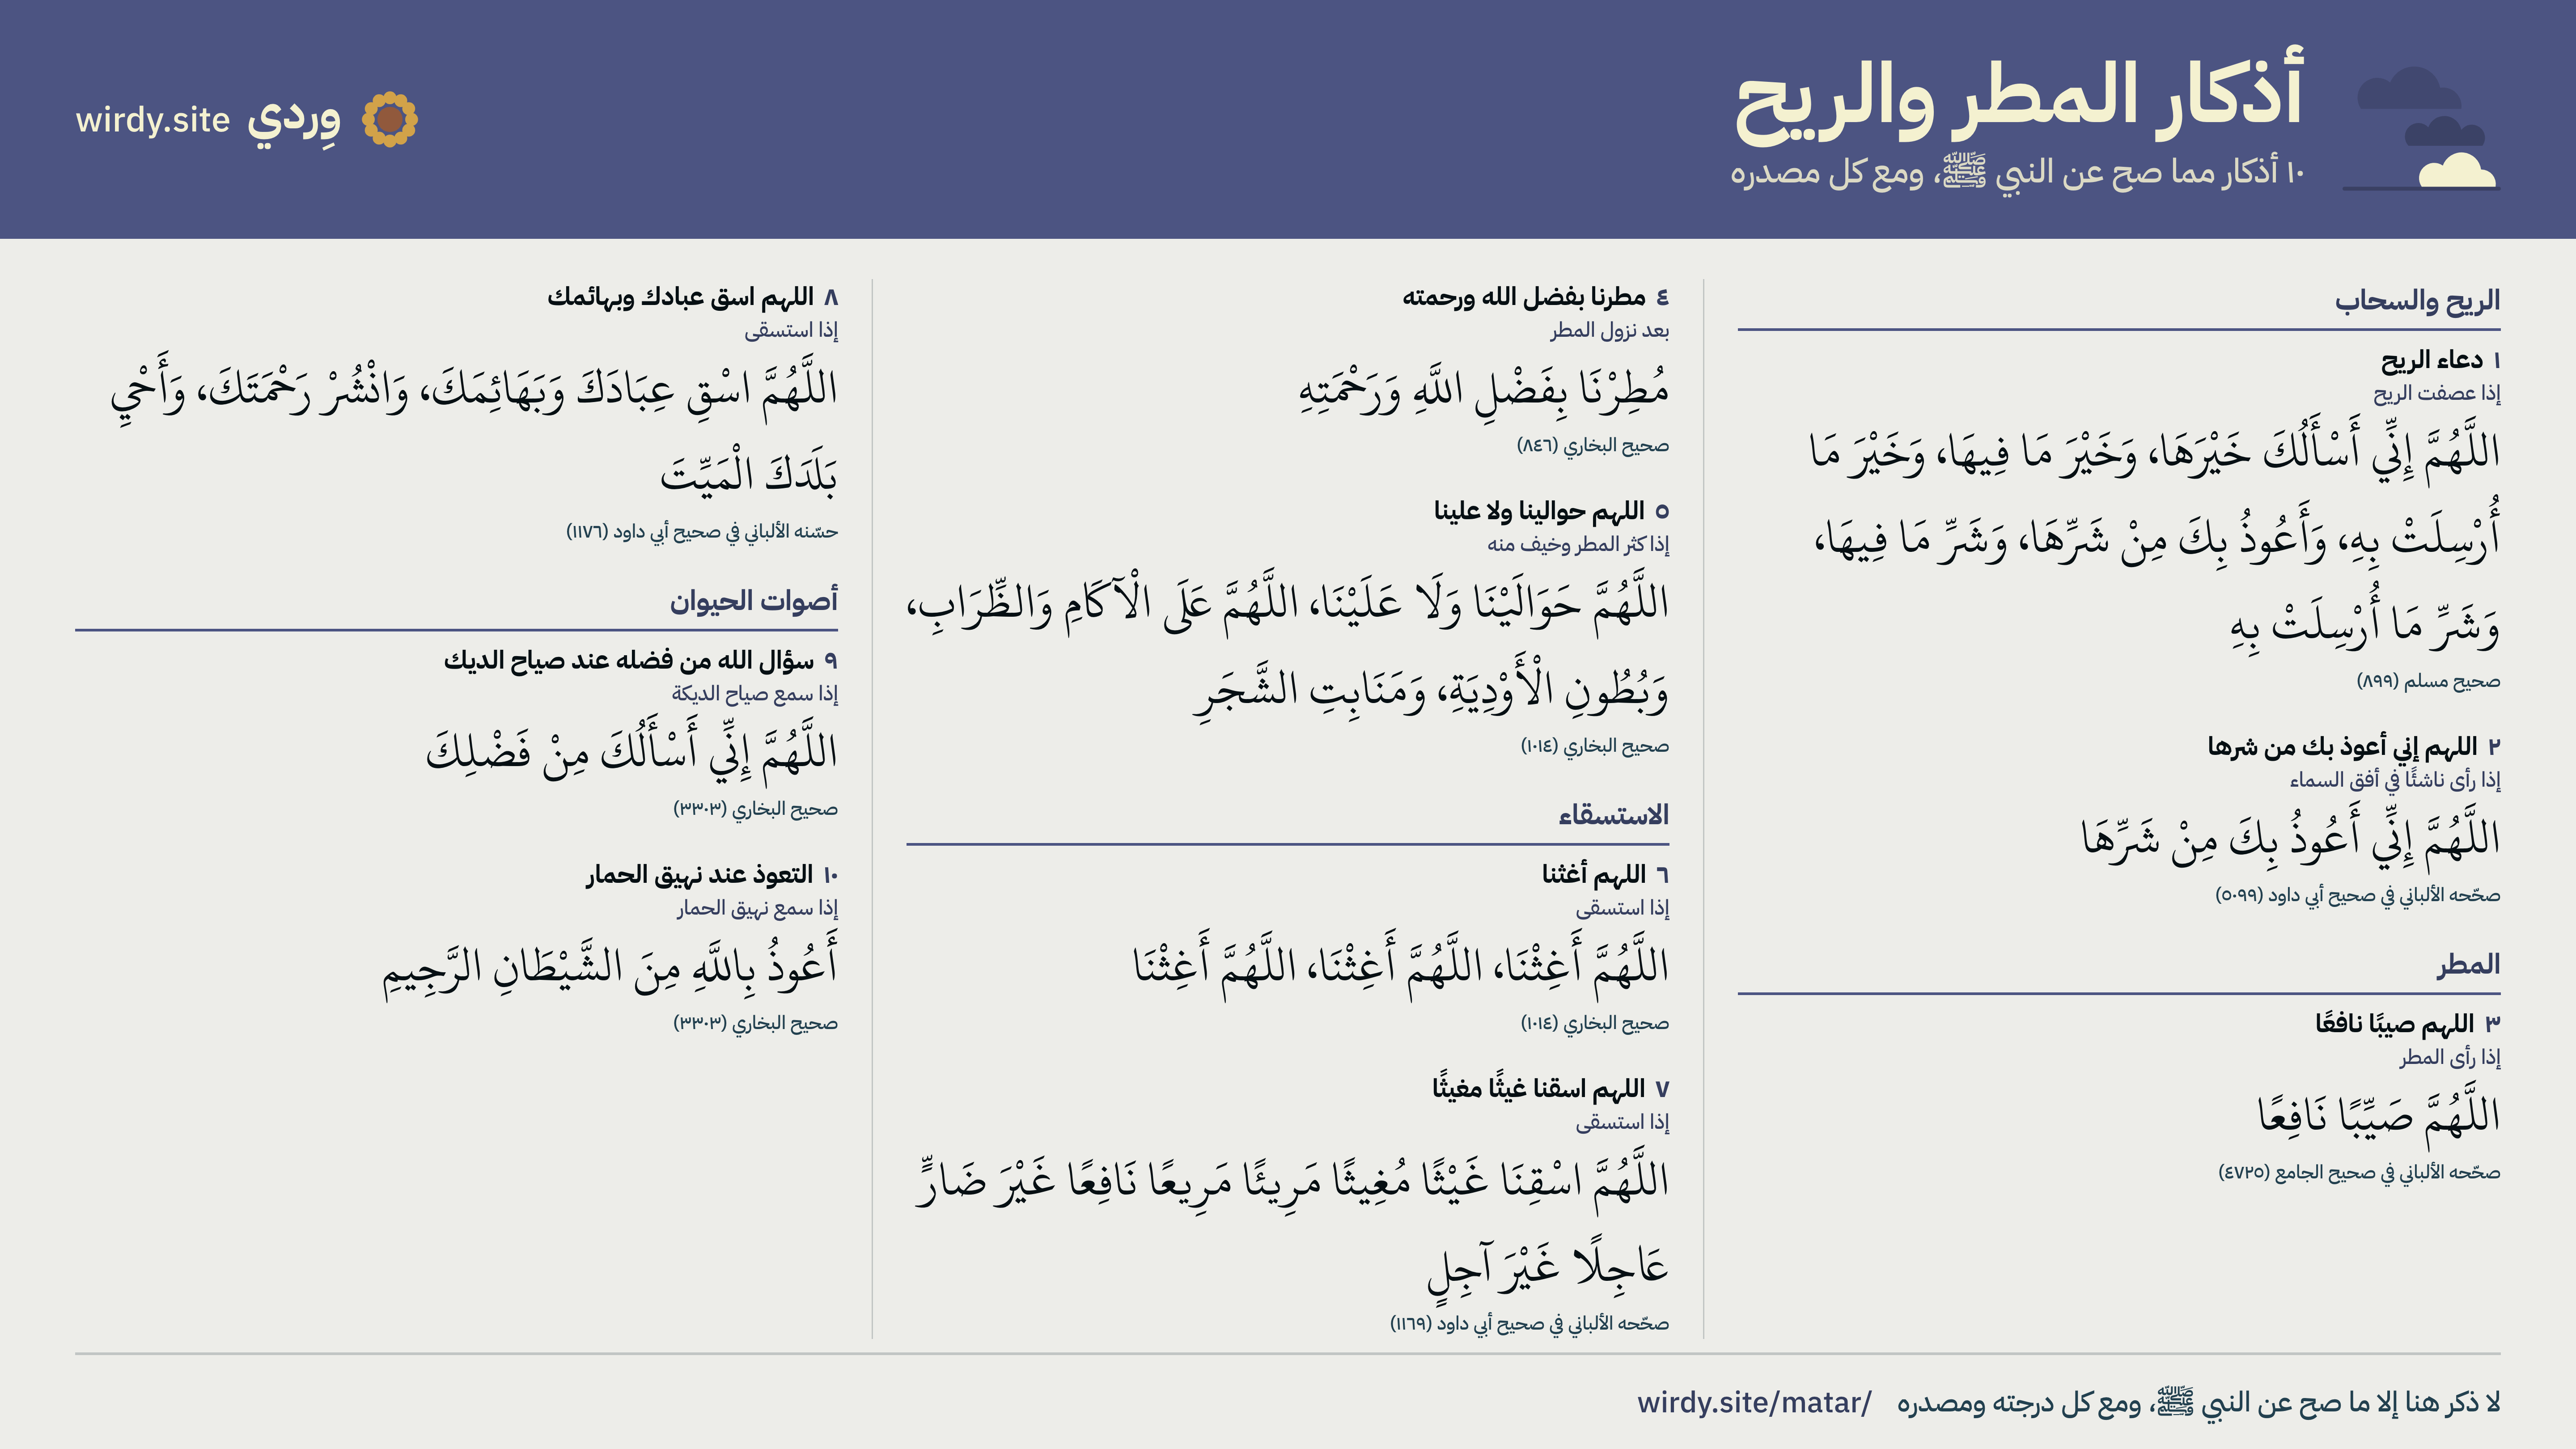 أذكار المطر والريح
١٠ أذكار مما صح عن النبي ﷺ، ومع كل مصدره
وِردي wirdy.site
الريح والسحاب
١ دعاء الريح
إذا عصفت الريح
اللَّهُمَّ إِنِّي أَسْأَلُكَ خَيْرَهَا، وَخَيْرَ مَا فِيهَا، وَخَيْرَ مَا
أُرْسِلَتْ بِهِ، وَأَعُوذُ بِكَ مِنْ شَرِّهَا، وَشَرِّ مَا فِيهَا،
وَشَرِّ مَا أُرْسِلَتْ بِهِ
صحيح مسلم (٨٩٩)
٢ اللهم إني أعوذ بك من شرها
إذا رأى ناشئًا في أفق السماء
اللَّهُمَّ إِنِّي أَعُوذُ بِكَ مِنْ شَرِّهَا
صحّحه الألباني في صحيح أبي داود (٥٠٩٩)
المطر
٣ اللهم صيبًا نافعًا
إذا رأى المطر
اللَّهُمَّ صَيِّبًا نَافِعًا
صحّحه الألباني في صحيح الجامع (٤٧٢٥)
٤ مطرنا بفضل الله ورحمته
بعد نزول المطر
مُطِرْنَا بِفَضْلِ اللَّهِ وَرَحْمَتِهِ
صحيح البخاري (٨٤٦)
٥ اللهم حوالينا ولا علينا
إذا كثر المطر وخيف منه
اللَّهُمَّ حَوَالَيْنَا وَلَا عَلَيْنَا، اللَّهُمَّ عَلَى الْآكَامِ وَالظِّرَابِ،
وَبُطُونِ الْأَوْدِيَةِ، وَمَنَابِتِ الشَّجَرِ
صحيح البخاري (١٠١٤)
الاستسقاء
٦ اللهم أغثنا
إذا استسقى
اللَّهُمَّ أَغِثْنَا، اللَّهُمَّ أَغِثْنَا، اللَّهُمَّ أَغِثْنَا
صحيح البخاري (١٠١٤)
٧ اللهم اسقنا غيثًا مغيثًا
إذا استسقى
اللَّهُمَّ اسْقِنَا غَيْثًا مُغِيثًا مَرِيئًا مَرِيعًا نَافِعًا غَيْرَ ضَارٍّ
عَاجِلًا غَيْرَ آجِلٍ
صحّحه الألباني في صحيح أبي داود (١١٦٩)
٨ اللهم اسق عبادك وبهائمك
إذا استسقى
اللَّهُمَّ اسْقِ عِبَادَكَ وَبَهَائِمَكَ، وَانْشُرْ رَحْمَتَكَ، وَأَحْيِ
بَلَدَكَ الْمَيِّتَ
حسّنه الألباني في صحيح أبي داود (١١٧٦)
أصوات الحيوان
٩ سؤال الله من فضله عند صياح الديك
إذا سمع صياح الديكة
اللَّهُمَّ إِنِّي أَسْأَلُكَ مِنْ فَضْلِكَ
صحيح البخاري (٣٣٠٣)
١٠ التعوذ عند نهيق الحمار
إذا سمع نهيق الحمار
أَعُوذُ بِاللَّهِ مِنَ الشَّيْطَانِ الرَّجِيمِ
صحيح البخاري (٣٣٠٣)
لا ذكر هنا إلا ما صح عن النبي ﷺ، ومع كل درجته ومصدره wirdy.site/matar/